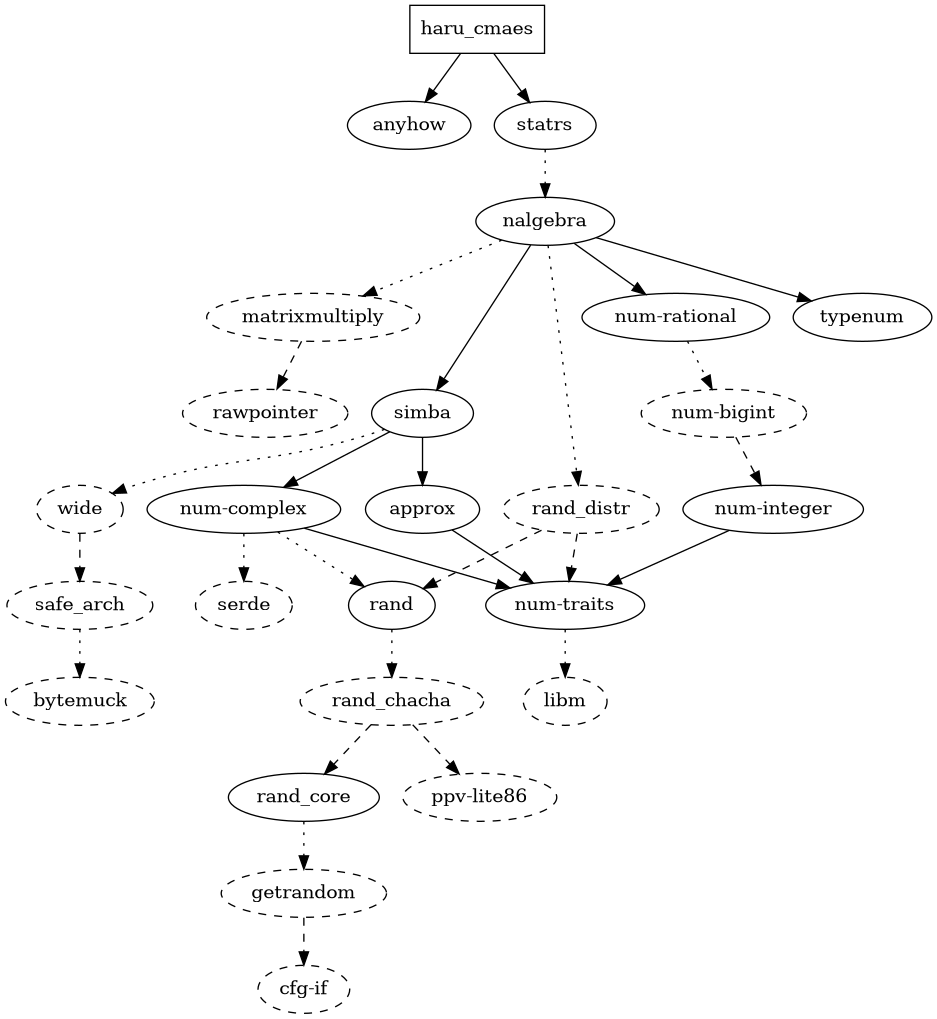 haru_cmaes
anyhow
statrs
nalgebra
matrixmultiply
num-rational
typenum
rawpointer
simba
num-bigint
wide
num-complex
approx
rand_distr
num-integer
safe_arch
serde
rand
num-traits
bytemuck
rand_chacha
libm
rand_core
ppv-lite86
getrandom
cfg-if